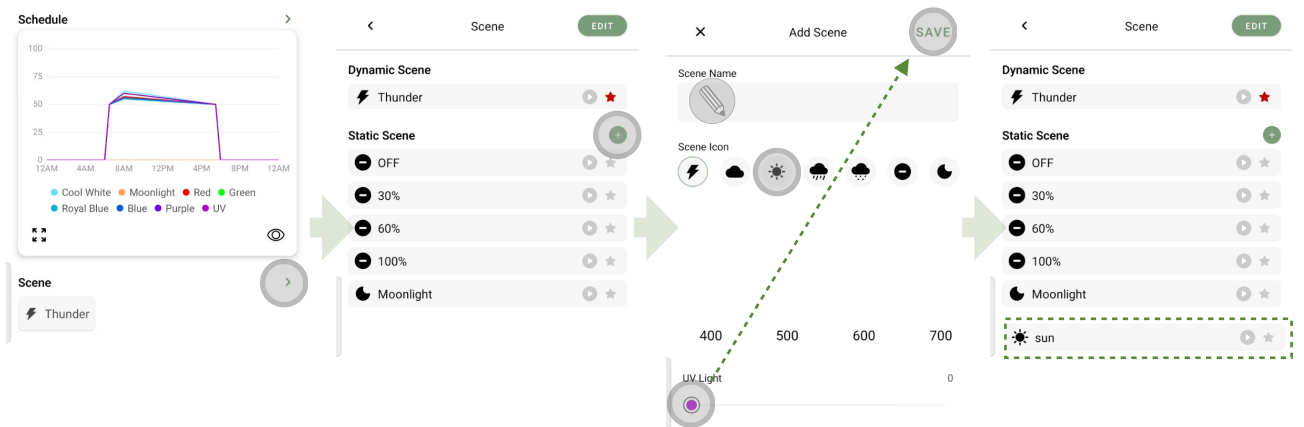 Schedule
100
75
50
25
0
12AM 4AM 8AM 12PM 4PM 8PM 12AM
Cool White Moonlight Red Green
Royal Blue Blue Purple UV
Scene
Thunder
Scene EDIT
Dynamic Scene
Thunder
Static Scene
OFF
30%
60%
100%
Moonlight
Add Scene SAVE
Scene Name
Scene Icon
400 500 600 700
UV Light 0
Scene EDIT
Dynamic Scene
Thunder
Static Scene
OFF
30%
60%
100%
Moonlight
sun